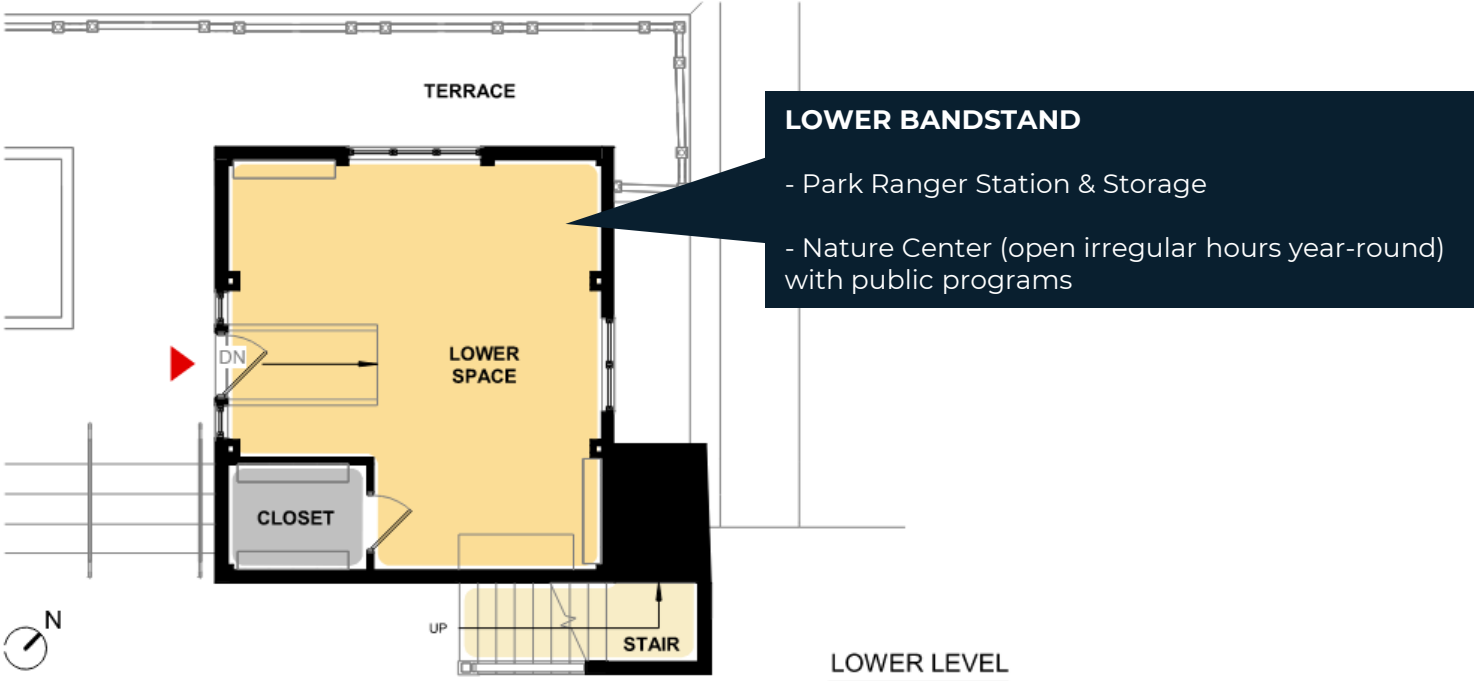 TERRACE
LOWER BANDSTAND
- Park Ranger Station & Storage
- Nature Center (open irregular hours year-round)
with public programs
DN
LOWER
SPACE
CLOSET
N
UP
STAIR
LOWER LEVEL